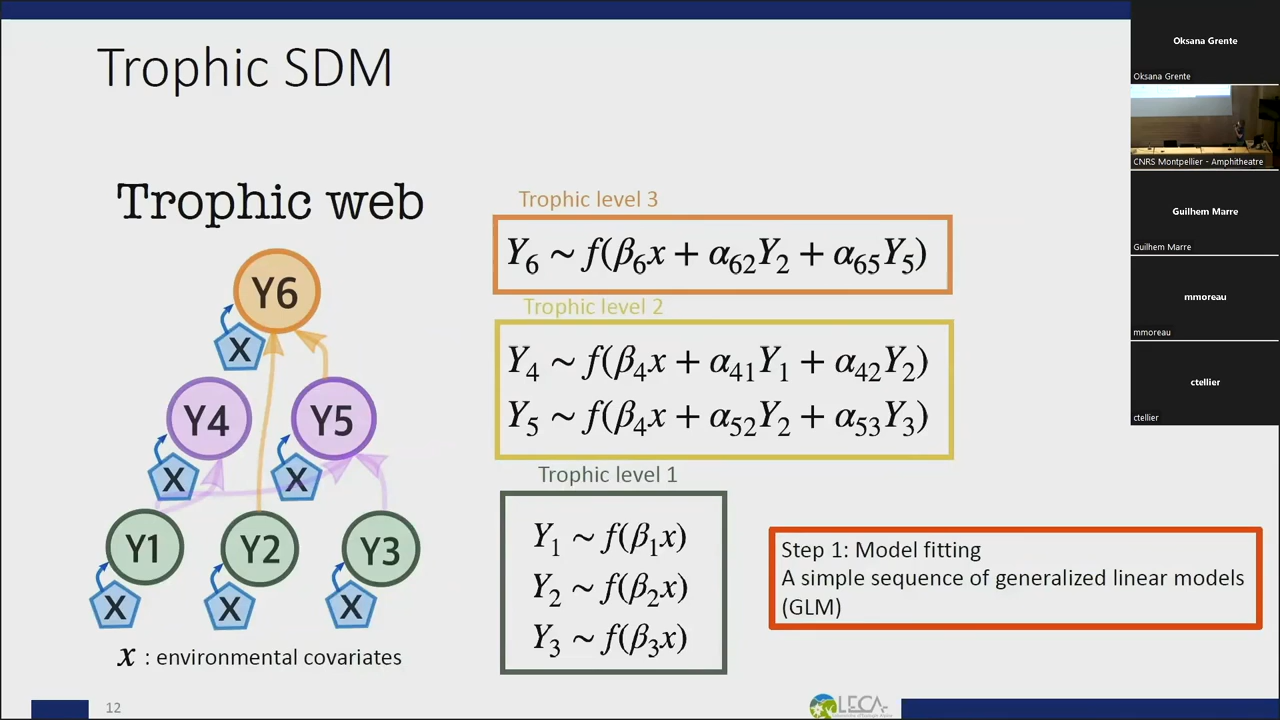 Trophic SDM
Trophic web
Y6
X
Y4
Y5
X
X
Y1
Y2
Y3
X
X
X
x : environmental covariates
Trophic level 3
Y₆ ~ f(β₆x + α₆₂Y₂ + α₆₅Y₅)
Trophic level 2
Y₄ ~ f(β₄x + α₄₁Y₁ + α₄₂Y₂)
Y₅ ~ f(β₄x + α₅₂Y₂ + α₅₃Y₃)
Trophic level 1
Y₁ ~ f(β₁x)
Y₂ ~ f(β₂x)
Y₃ ~ f(β₃x)
Step 1: Model fitting
A simple sequence of generalized linear models
(GLM)
12
LECA
Oksana Grente
Oksana Grente
CNRS Montpellier - Amphitheatre
Guilhem Marre
Guilhem Marre
mmoreau
mmoreau
ctellier
ctellier